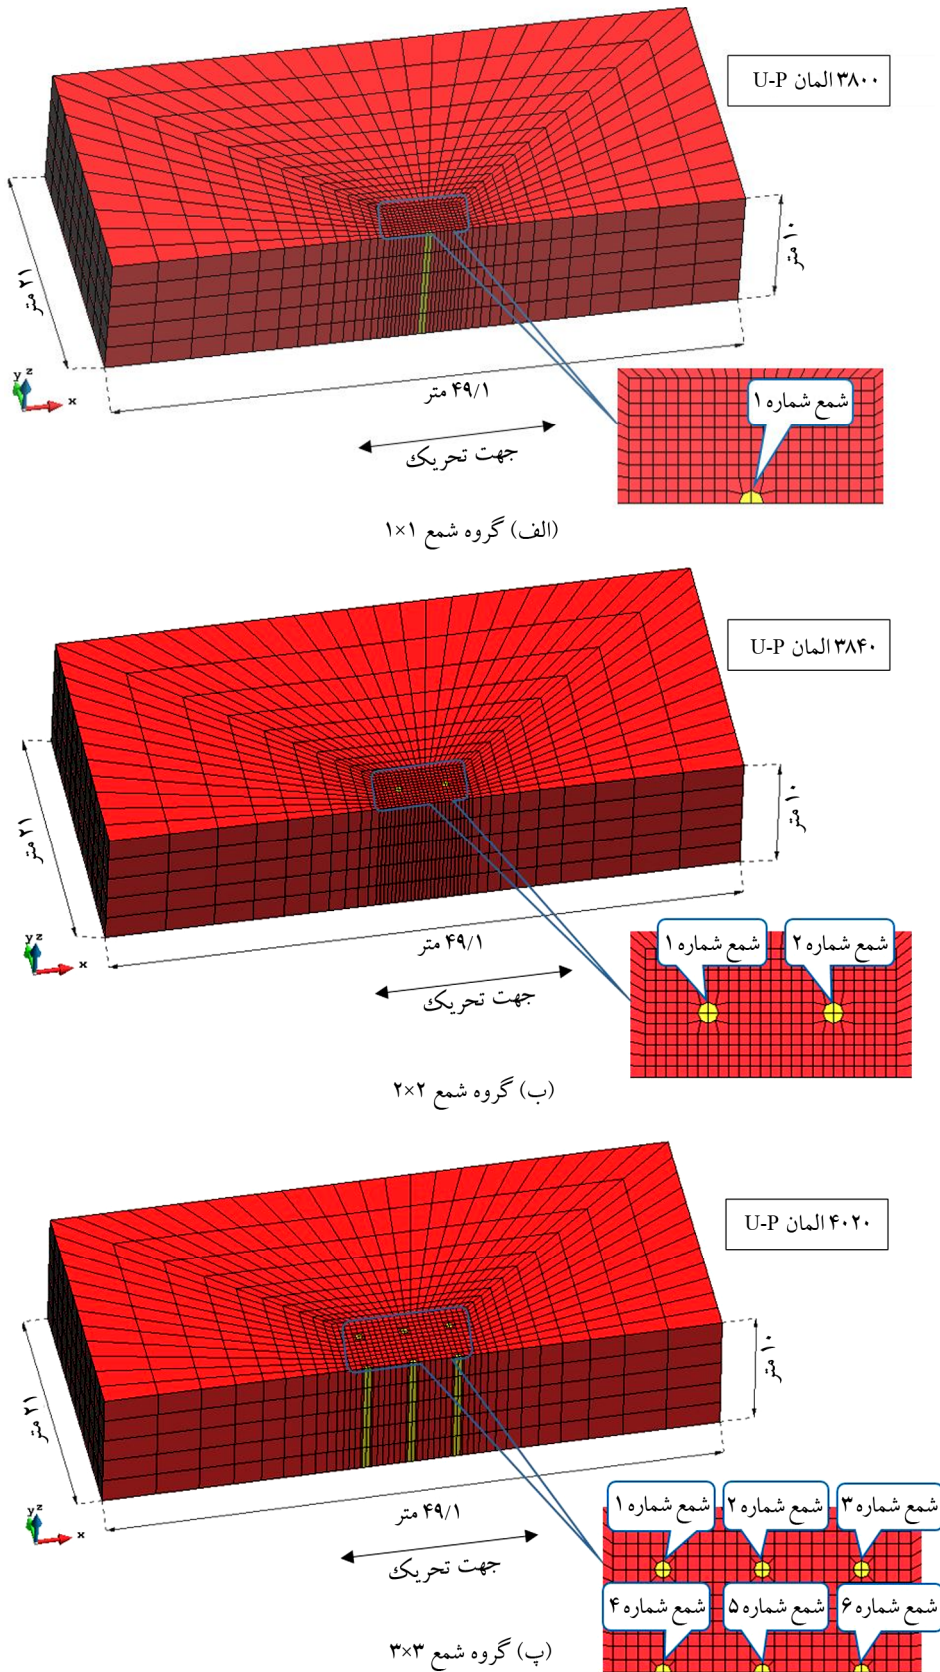 ۳۸۰۰ المان U-P
۱۰ متر
۲۱ متر
۴۹/۱ متر
y z
x
جهت تحریک
شمع شماره ۱
(الف) گروه شمع ۱×۱
۳۸۴۰ المان U-P
۱۰ متر
۲۱ متر
۴۹/۱ متر
y z
x
جهت تحریک
شمع شماره ۱
شمع شماره ۲
(ب) گروه شمع ۲×۲
۴۰۲۰ المان U-P
۱۰ متر
۲۱ متر
۴۹/۱ متر
y z
x
جهت تحریک
شمع شماره ۱
شمع شماره ۲
شمع شماره ۳
شمع شماره ۴
شمع شماره ۵
شمع شماره ۶
(پ) گروه شمع ۳×۳